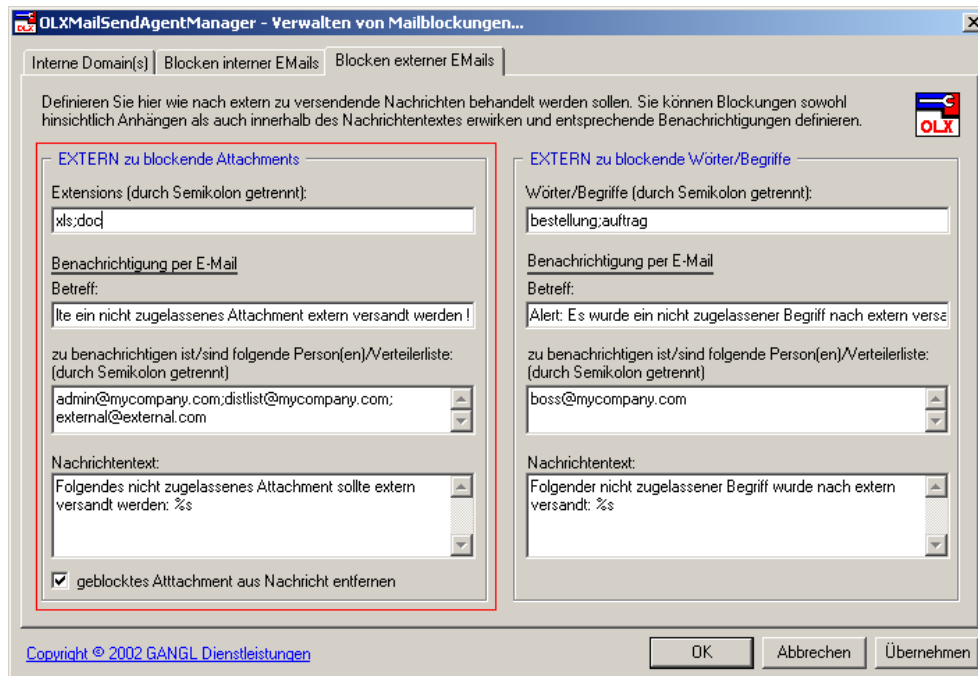 OLXMailSendAgentManager - Verwalten von Mailblockungen...
OLX
Interne Domain(s)
Blocken interner EMails
Blocken externer EMails
Definieren Sie hier wie nach extern zu versendende Nachrichten behandelt werden sollen. Sie können Blockungen sowohl
hinsichtlich Anhängen als auch innerhalb des Nachrichtentextes erwirken und entsprechende Benachrichtigungen definieren.
OLX
EXTERN zu blockende Attachments
Extensions (durch Semikolon getrennt):
xls;doc
Benachrichtigung per E-Mail
Betreff:
lte ein nicht zugelassenes Attachment extern versandt werden !
zu benachrichtigen ist/sind folgende Person(en)/Verteilerliste:
(durch Semikolon getrennt)
admin@mycompany.com;distlist@mycompany.com;
external@external.com
Nachrichtentext:
Folgendes nicht zugelassenes Attachment sollte extern
versandt werden: %s
geblocktes Atttachment aus Nachricht entfernen
EXTERN zu blockende Wörter/Begriffe
Wörter/Begriffe (durch Semikolon getrennt):
bestellung;auftrag
Benachrichtigung per E-Mail
Betreff:
Alert: Es wurde ein nicht zugelassener Begriff nach extern versa
zu benachrichtigen ist/sind folgende Person(en)/Verteilerliste:
(durch Semikolon getrennt)
boss@mycompany.com
Nachrichtentext:
Folgender nicht zugelassener Begriff wurde nach extern
versandt: %s
Copyright © 2002 GANGL Dienstleistungen
OK
Abbrechen
Übernehmen